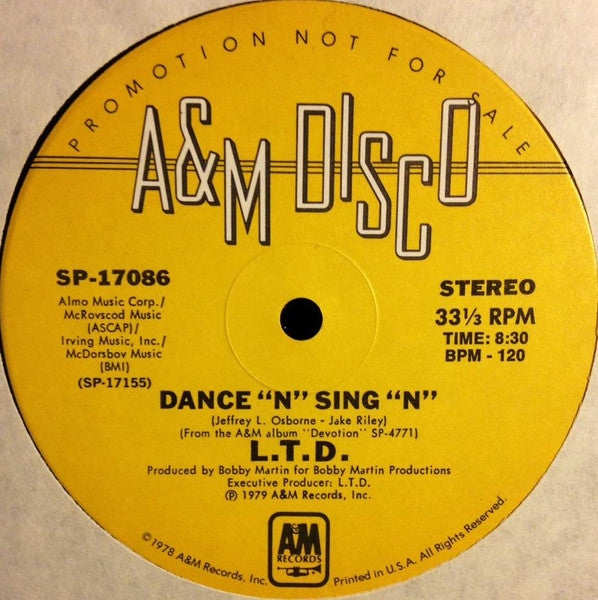 PROMOTION NOT FOR SALE
A&M DISCO
SP-17086
Almo Music Corp./
McRovscod Music
(ASCAP)/
Irving Music, Inc./
McDorsbov Music
(BMI)
(SP-17155)
STEREO
33⅓ RPM
TIME: 8:30
BPM - 120
DANCE “N” SING “N”
(Jeffrey L. Osborne - Jake Riley)
(From the A&M album "Devotion" SP-4771)
L.T.D.
Produced by Bobby Martin for Bobby Martin Productions
Executive Producer: L.T.D.
Ⓟ 1979 A&M Records, Inc.
A&M
RECORDS
©1978 A&M Records, Inc.
Printed in U.S.A. All Rights Reserved.